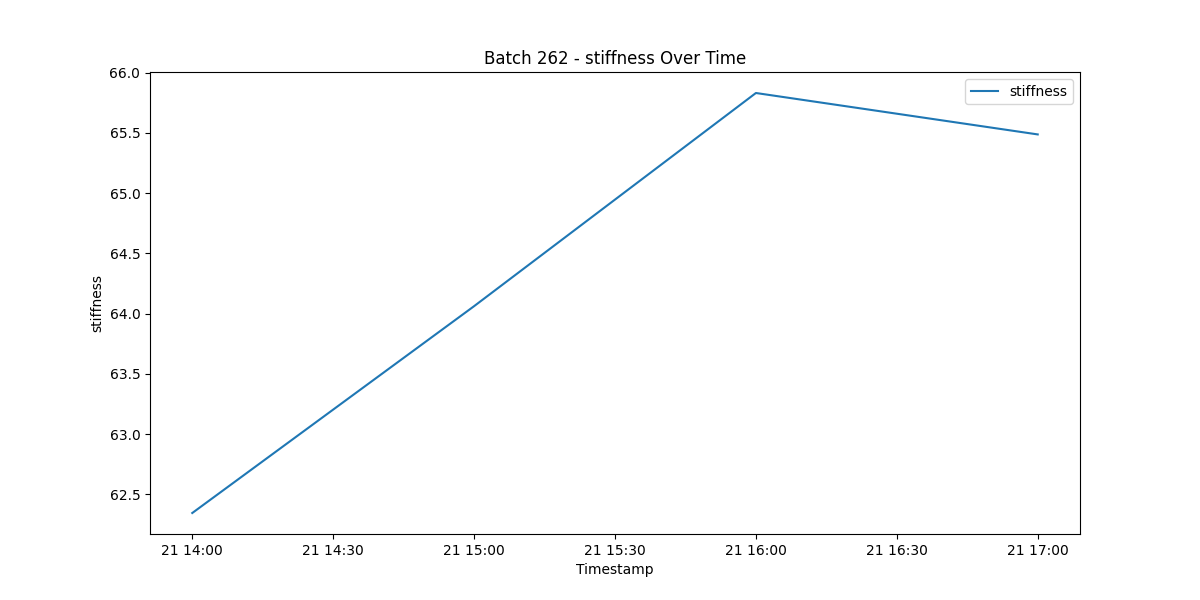 Batch 262 - stiffness Over Time
stiffness
66.0
65.5
65.0
64.5
64.0
63.5
63.0
62.5
stiffness
21 14:00 21 14:30 21 15:00 21 15:30 21 16:00 21 16:30 21 17:00
Timestamp